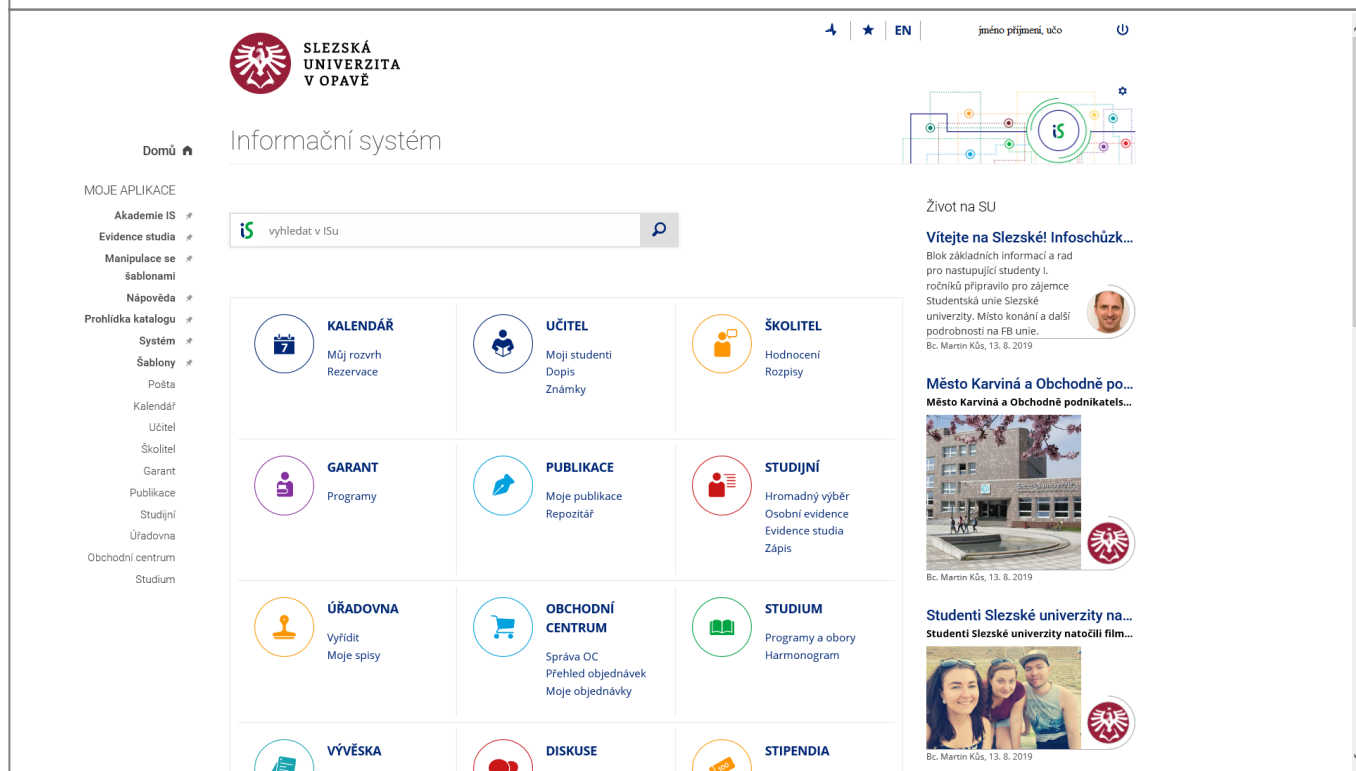 SLEZSKÁ
UNIVERZITA
V OPAVĚ
EN
jméno příjmení, učo
Informační systém
iS
Domů
MOJE APLIKACE
Akademie IS
Evidence studia
Manipulace se
šablonami
Nápověda
Prohlídka katalogu
Systém
Šablony
Pošta
Kalendář
Učitel
Školitel
Garant
Publikace
Studijní
Úřadovna
Obchodní centrum
Studium
iS vyhledat v ISu
7
KALENDÁŘ
Můj rozvrh
Rezervace
UČITEL
Moji studenti
Dopis
Známky
ŠKOLITEL
Hodnocení
Rozpisy
GARANT
Programy
PUBLIKACE
Moje publikace
Repozitář
STUDIJNÍ
Hromadný výběr
Osobní evidence
Evidence studia
Zápis
ÚŘADOVNA
Vyřídit
Moje spisy
OBCHODNÍ
CENTRUM
Správa OC
Přehled objednávek
Moje objednávky
STUDIUM
Programy a obory
Harmonogram
VÝVĚSKA
DISKUSE
100
STIPENDIA
Život na SU
Vítejte na Slezské! Infoschůzk...
Blok základních informací a rad
pro nastupující studenty I.
ročníků připravilo pro zájemce
Studentská unie Slezské
univerzity. Místo konání a další
podrobnosti na FB unie.
Bc. Martin Kůs, 13. 8. 2019
Město Karviná a Obchodně po...
Město Karviná a Obchodně podnikatels...
Bc. Martin Kůs, 13. 8. 2019
Studenti Slezské univerzity na...
Studenti Slezské univerzity natočili film...
Bc. Martin Kůs, 13. 8. 2019